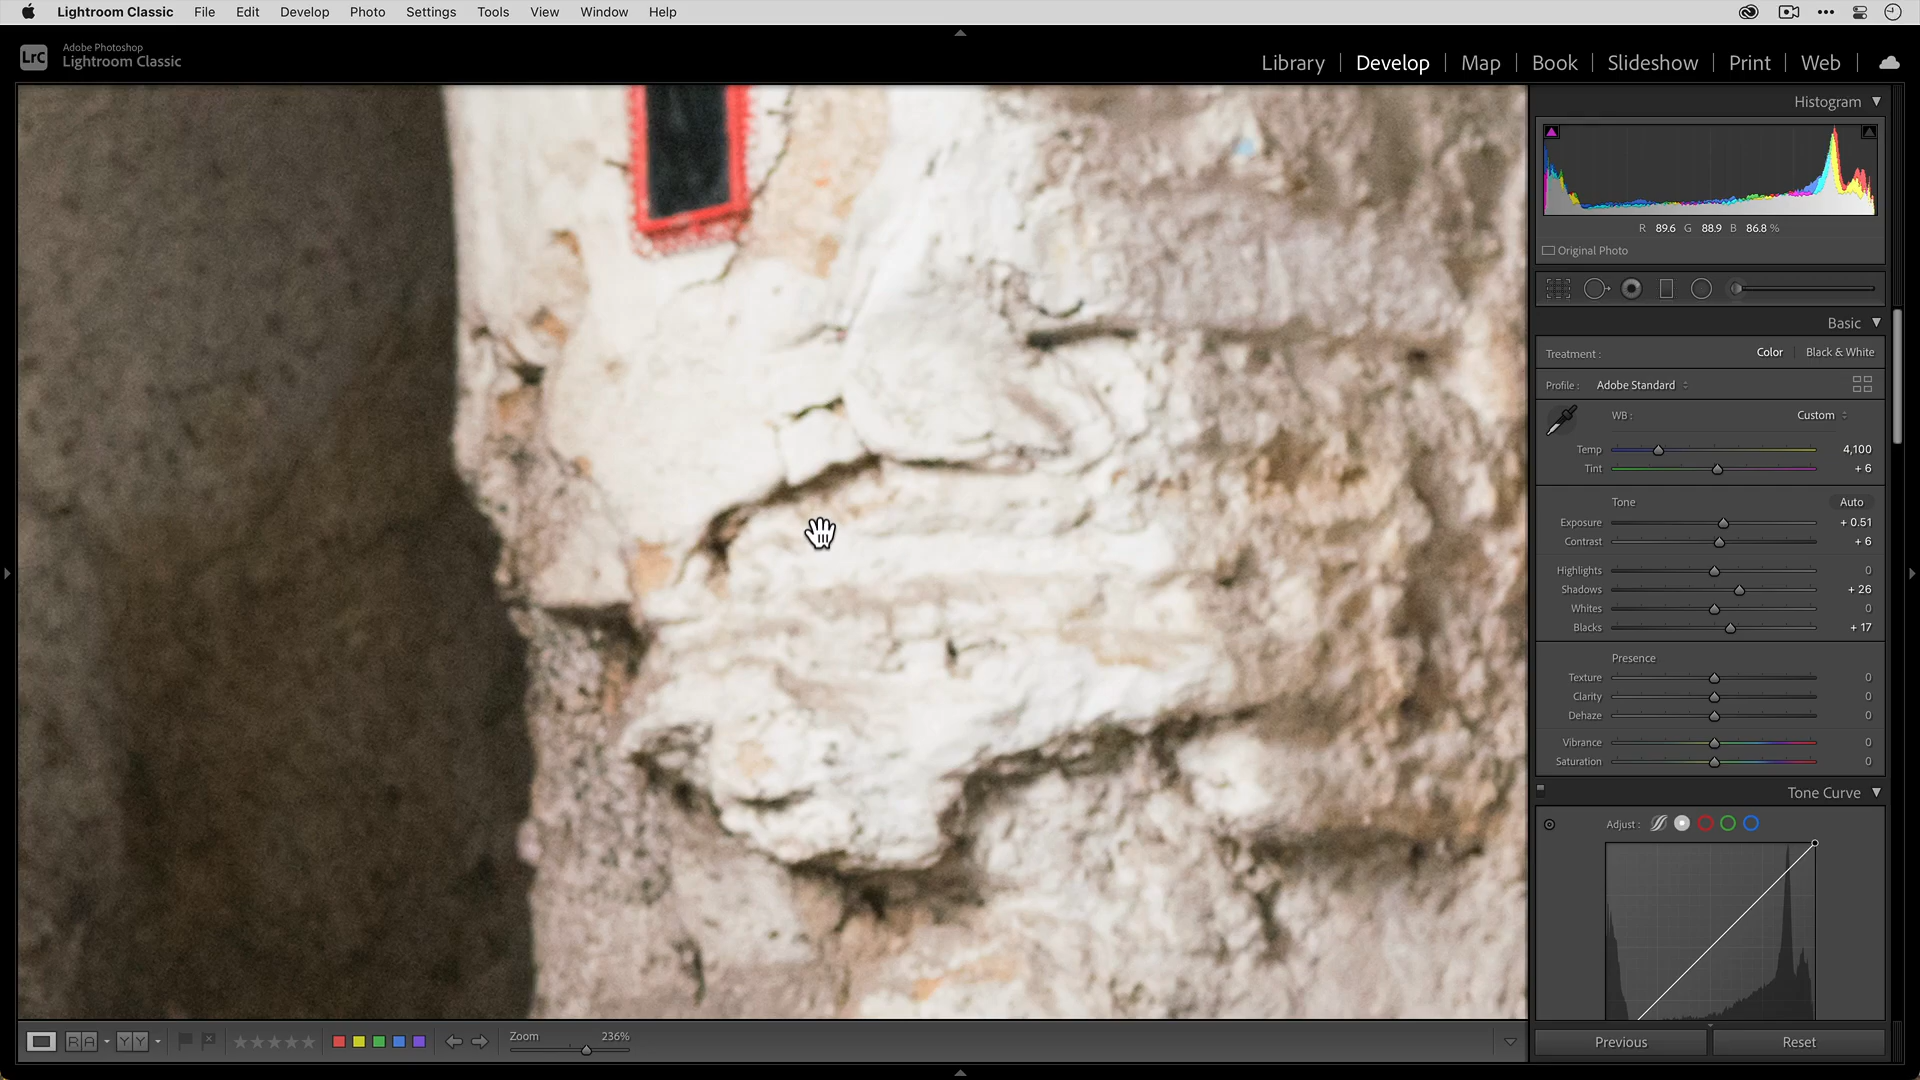 Lightroom Classic File Edit Develop Photo Settings Tools View Window Help
LrC
Adobe Photoshop
Lightroom Classic
Library Develop Map Book Slideshow Print Web
Histogram
R 89.6 G 88.9 B 86.8 %
Original Photo
Basic
Treatment : Color Black & White
Profile : Adobe Standard
WB : Custom
Temp 4,100
Tint + 6
Tone Auto
Exposure + 0.51
Contrast + 6
Highlights 0
Shadows + 26
Whites 0
Blacks + 17
Presence
Texture 0
Clarity 0
Dehaze 0
Vibrance 0
Saturation 0
Tone Curve
Adjust :
R A Y Y Zoom 236%
Previous Reset